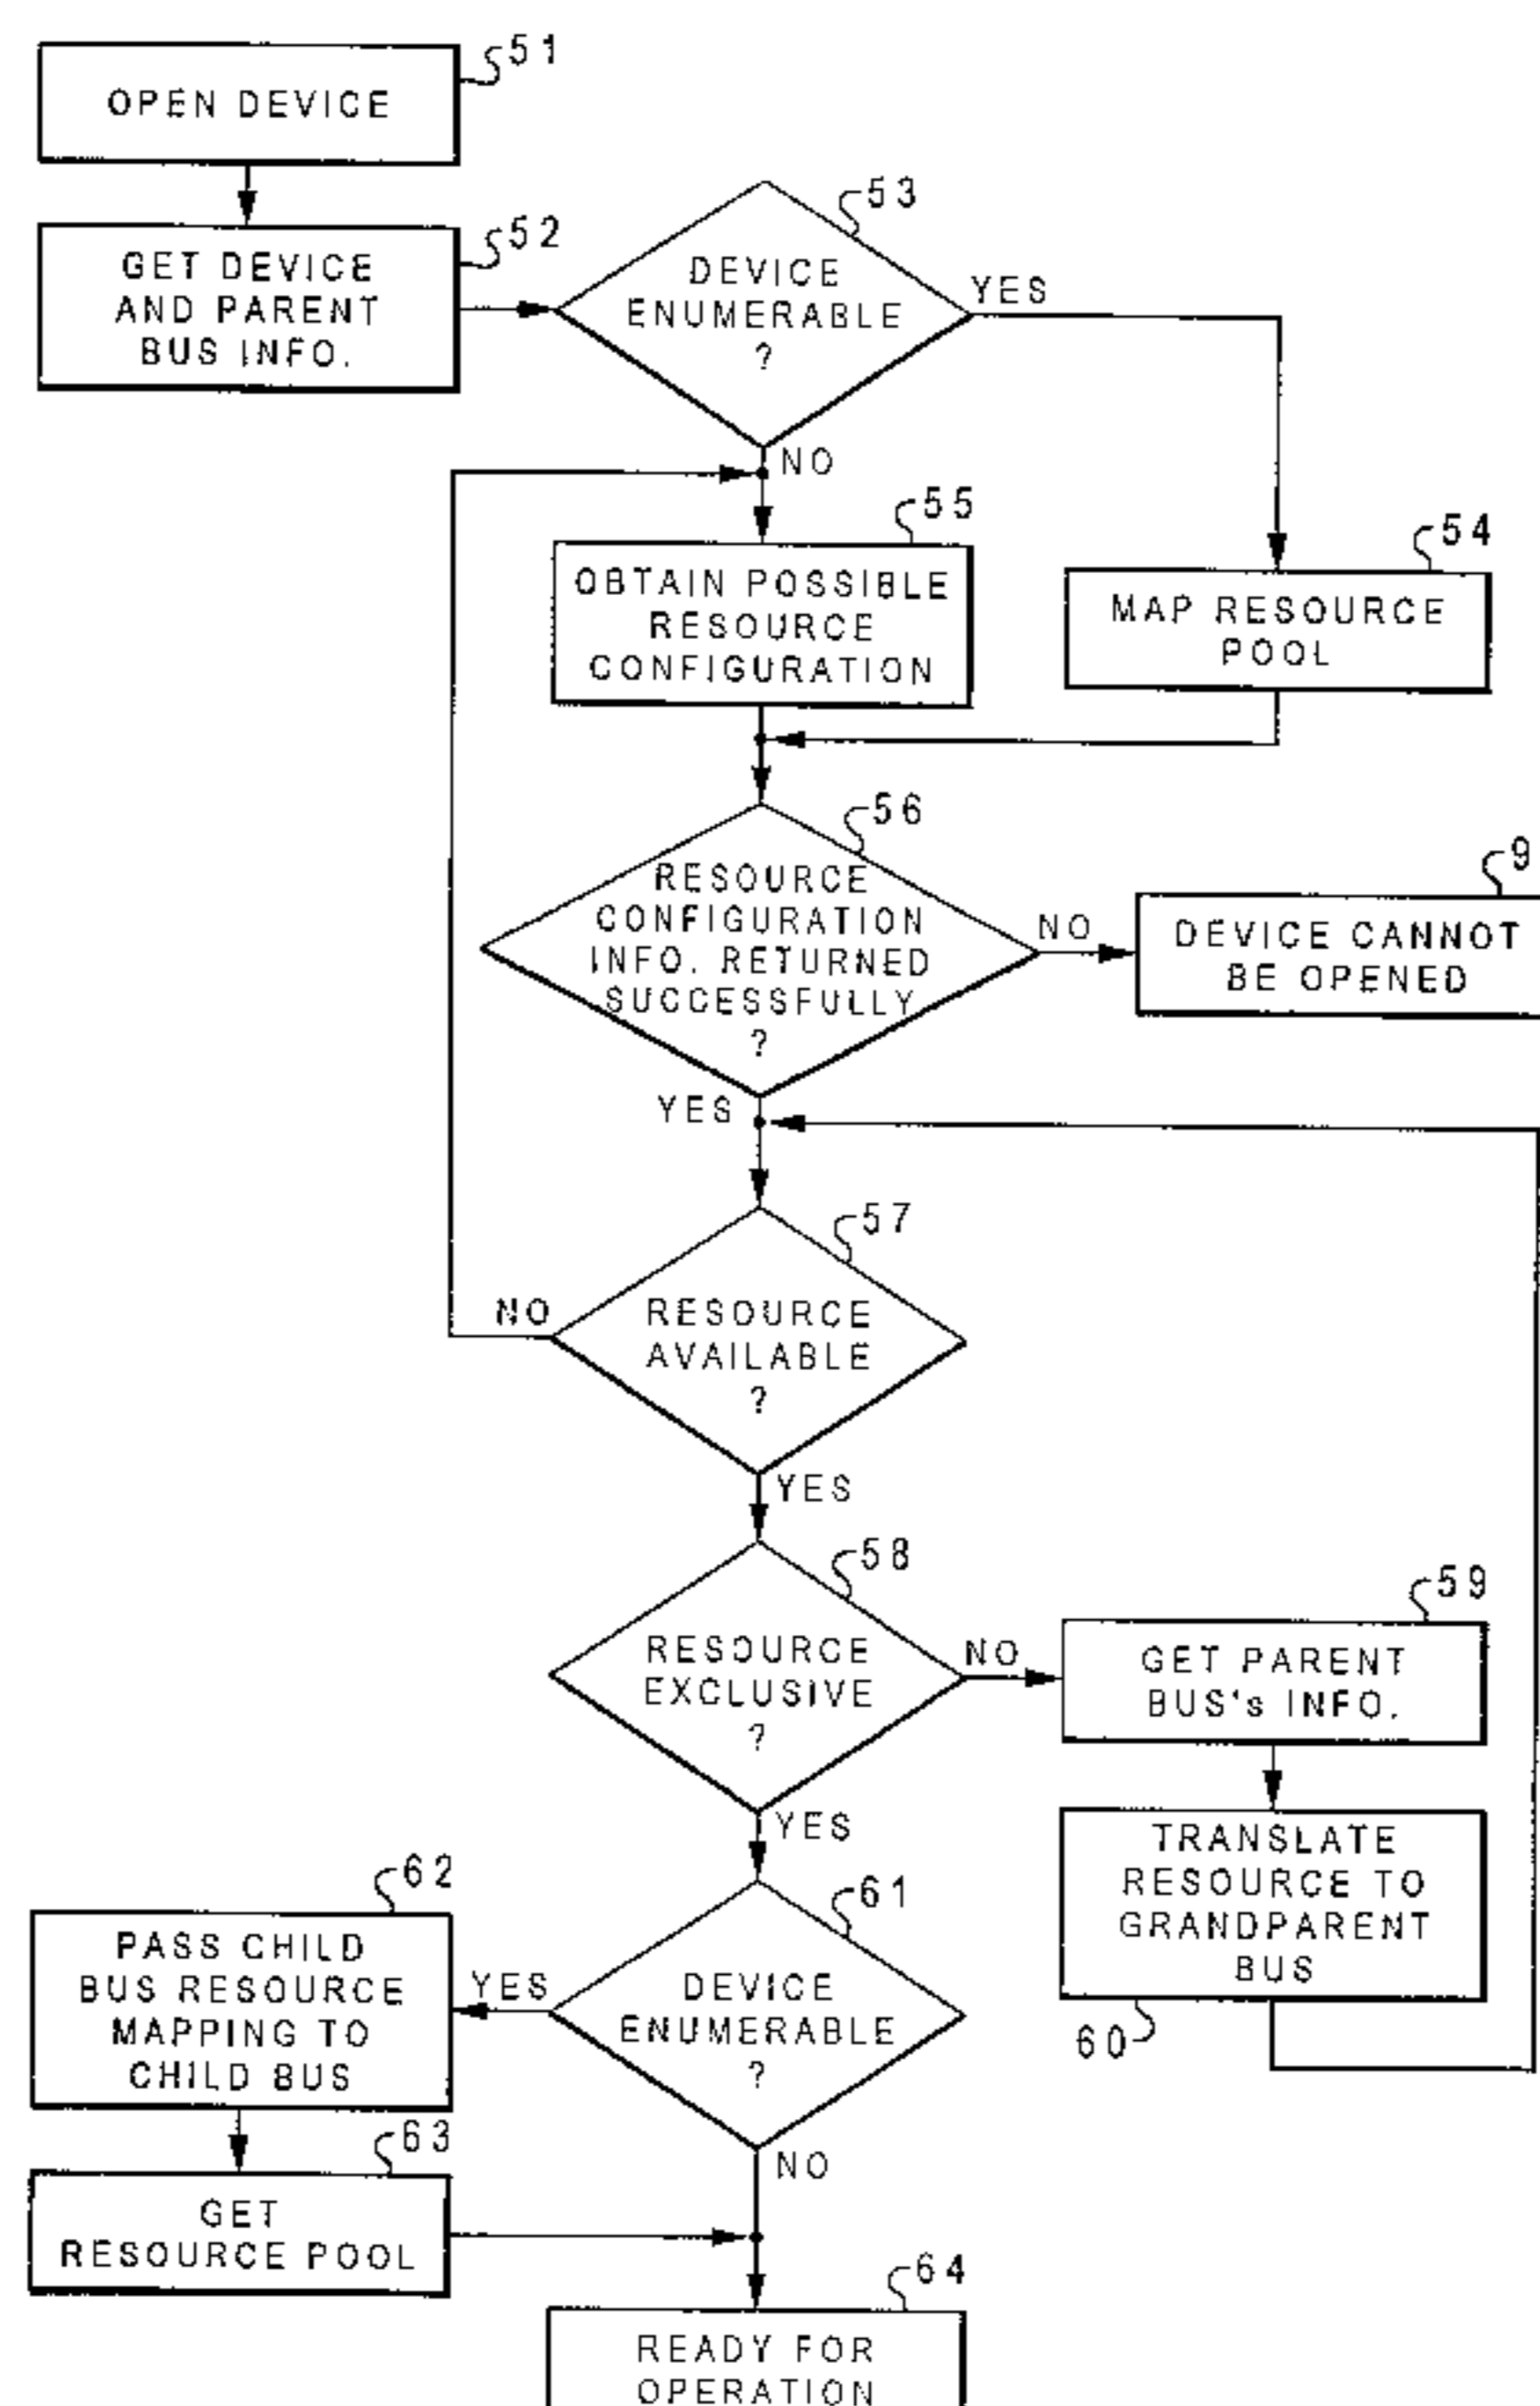 51
OPEN DEVICE
52
GET DEVICE
AND PARENT
BUS INFO.
53
DEVICE
ENUMERABLE
?
YES
NO
55
OBTAIN POSSIBLE
RESOURCE
CONFIGURATION
54
MAP RESOURCE
POOL
56
RESOURCE
CONFIGURATION
INFO. RETURNED
SUCCESSFULLY
?
NO
9
DEVICE CANNOT
BE OPENED
YES
57
NO
RESOURCE
AVAILABLE
?
YES
58
RESOURCE
EXCLUSIVE
?
NO
59
GET PARENT
BUS's INFO.
YES
TRANSLATE
RESOURCE TO
GRANDPARENT
BUS
60
61
DEVICE
ENUMERABLE
?
YES
62
PASS CHILD
BUS RESOURCE
MAPPING TO
CHILD BUS
63
GET
RESOURCE POOL
NO
64
READY FOR
OPERATION